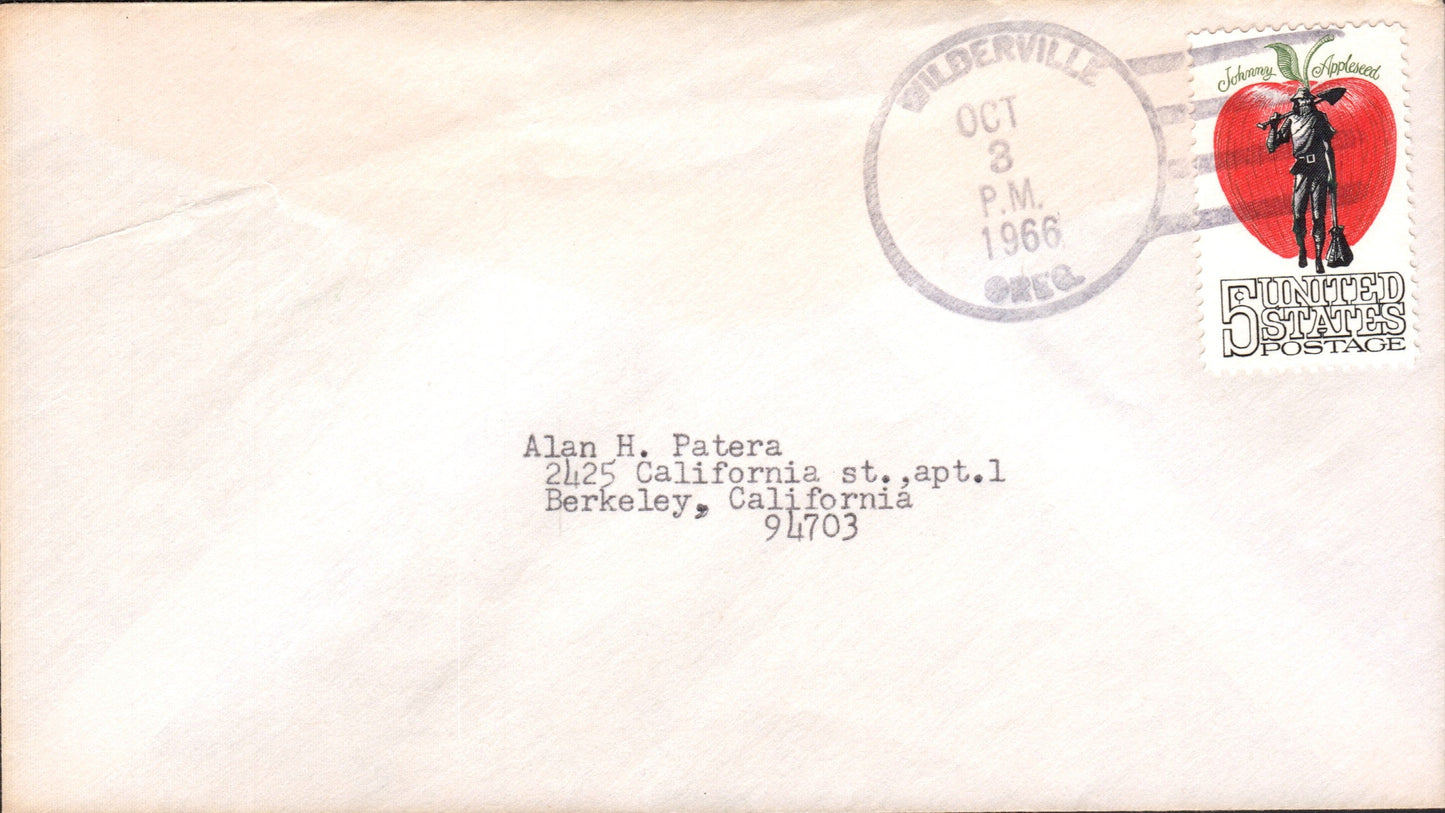 WILDERVILLE
OCT
3
P.M.
1966
OREG.
Johnny Appleseed
5c UNITED
STATES
POSTAGE
Alan H. Patera
2425 California st.,apt.1
Berkeley, California
94703